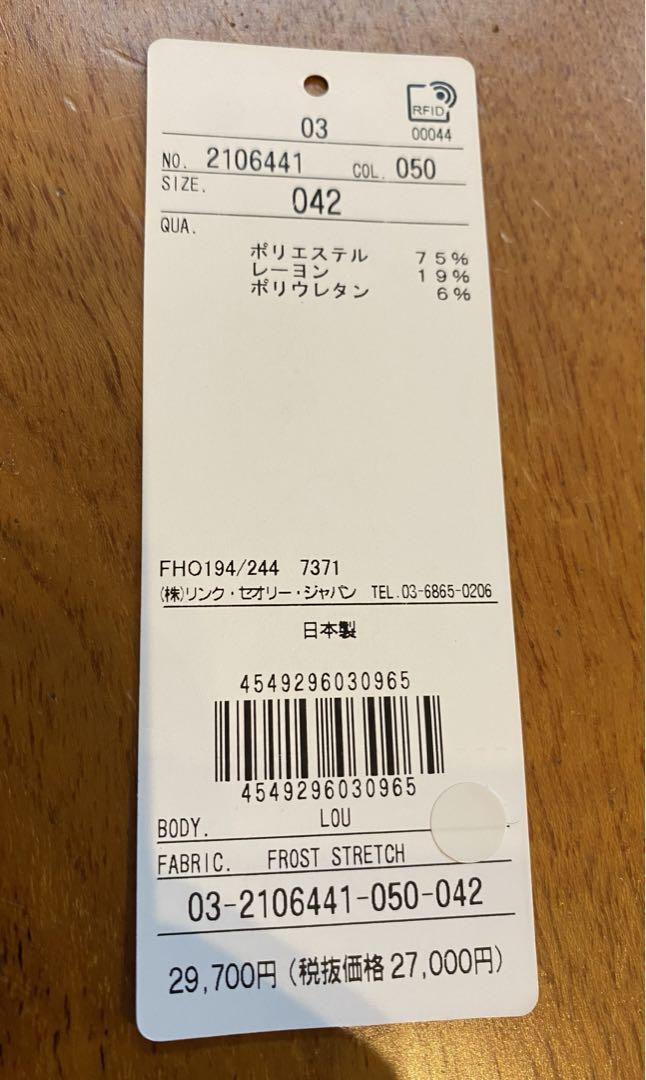 RFID
03 00044
NO. 2106441 COL. 050
SIZE. 042
QUA.
ポリエステル 75%
レーヨン 19%
ポリウレタン 6%
FHO194/244 7371
(株)リンク・セオリー・ジャパン TEL.03-6865-0206
日本製
4549296030965
4549296030965
BODY. LOU
FABRIC. FROST STRETCH
03-2106441-050-042
29,700円(税抜価格27,000円)